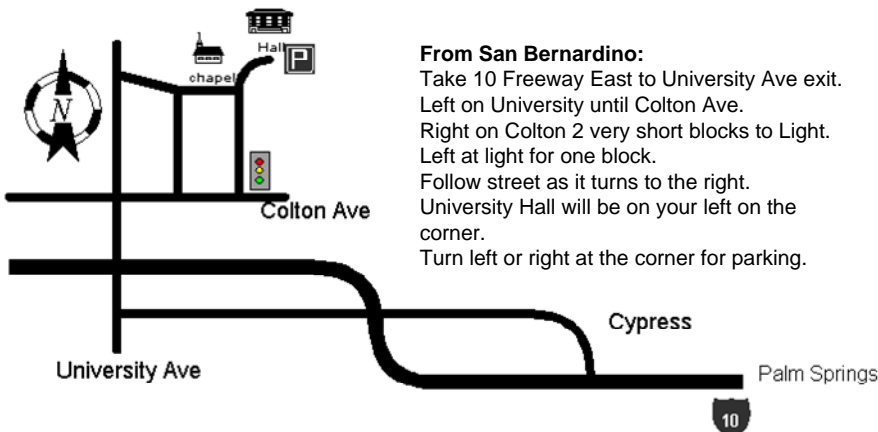 Hall
P
chapel
N
From San Bernardino:
Take 10 Freeway East to University Ave exit.
Left on University until Colton Ave.
Right on Colton 2 very short blocks to Light.
Left at light for one block.
Follow street as it turns to the right.
University Hall will be on your left on the
corner.
Turn left or right at the corner for parking.
Colton Ave
Cypress
University Ave
Palm Springs
10